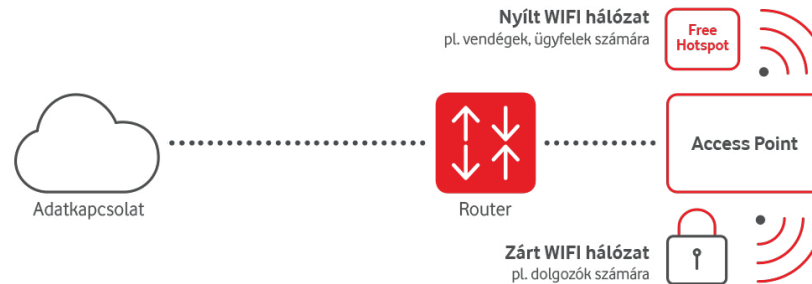 Nyílt WIFI hálózat
pl. vendégek, ügyfelek számára
Free
Hotspot
Access Point
Adatkapcsolat
Router
Zárt WIFI hálózat
pl. dolgozók számára